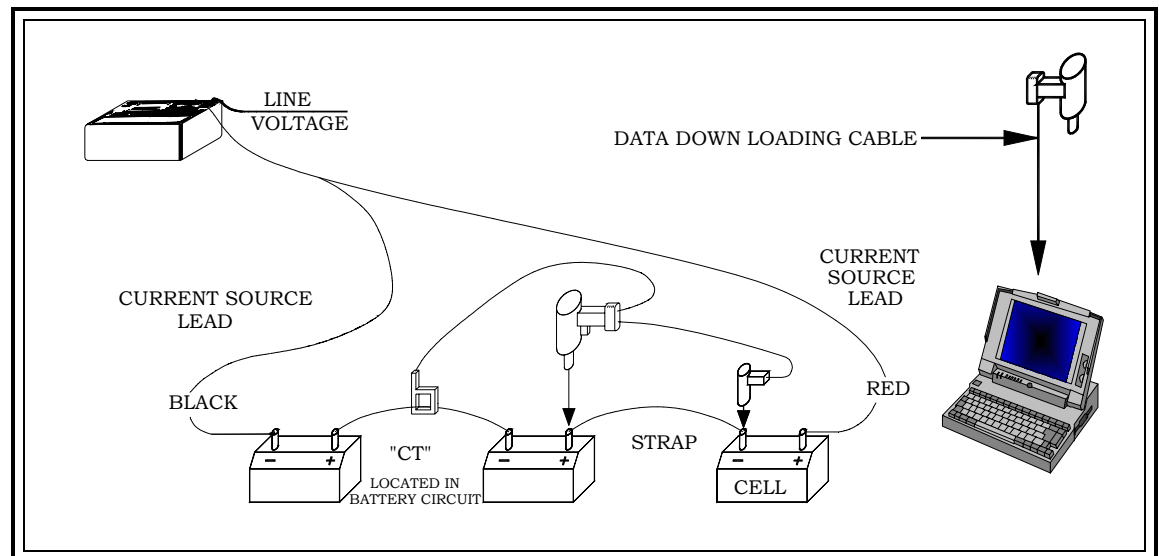 LINE
VOLTAGE
DATA DOWN LOADING CABLE
CURRENT SOURCE
LEAD
CURRENT
SOURCE
LEAD
BLACK
RED
"CT"
LOCATED IN
BATTERY CIRCUIT
STRAP
- +
- +
- +
CELL